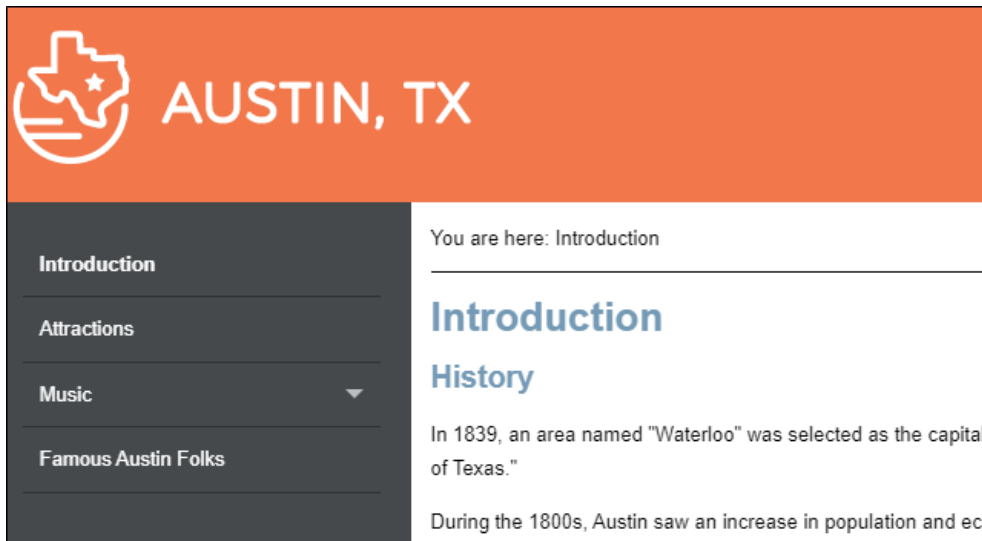 AUSTIN, TX
Introduction
Attractions
Music
Famous Austin Folks
You are here: Introduction
Introduction
History
In 1839, an area named "Waterloo" was selected as the capital
of Texas."
During the 1800s, Austin saw an increase in population and